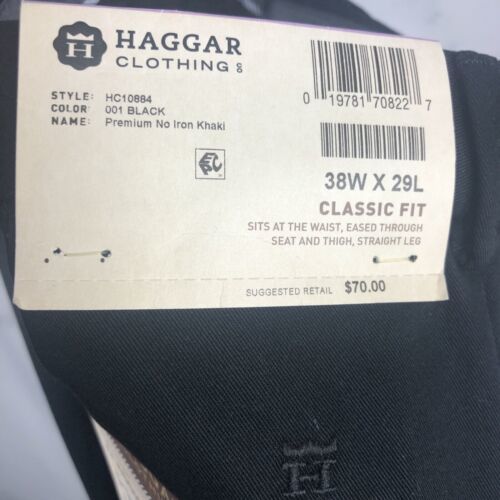 H
HAGGAR
CLOTHING CO
STYLE: HC10884
COLOR: 001 BLACK
NAME: Premium No Iron Khaki
EPC
0 19781 70822 7
38W X 29L
CLASSIC FIT
SITS AT THE WAIST, EASED THROUGH
SEAT AND THIGH, STRAIGHT LEG
SUGGESTED RETAIL $70.00
H